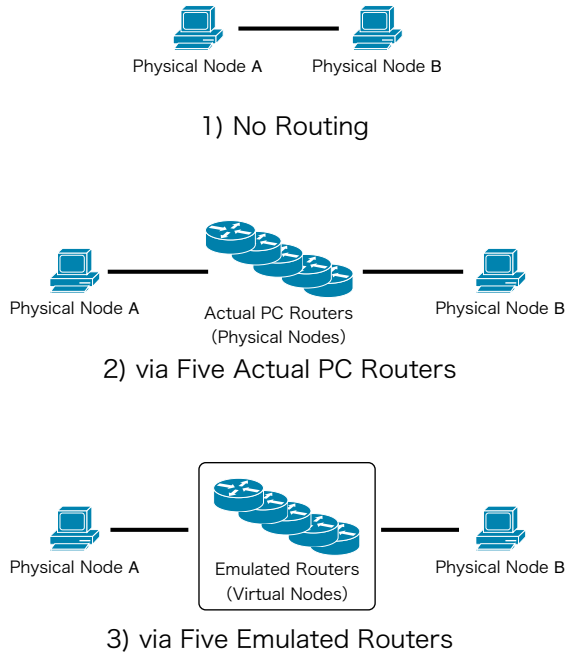 Physical Node A
Physical Node B
1) No Routing
Physical Node A
Actual PC Routers
(Physical Nodes)
Physical Node B
2) via Five Actual PC Routers
Physical Node A
Emulated Routers
(Virtual Nodes)
Physical Node B
3) via Five Emulated Routers